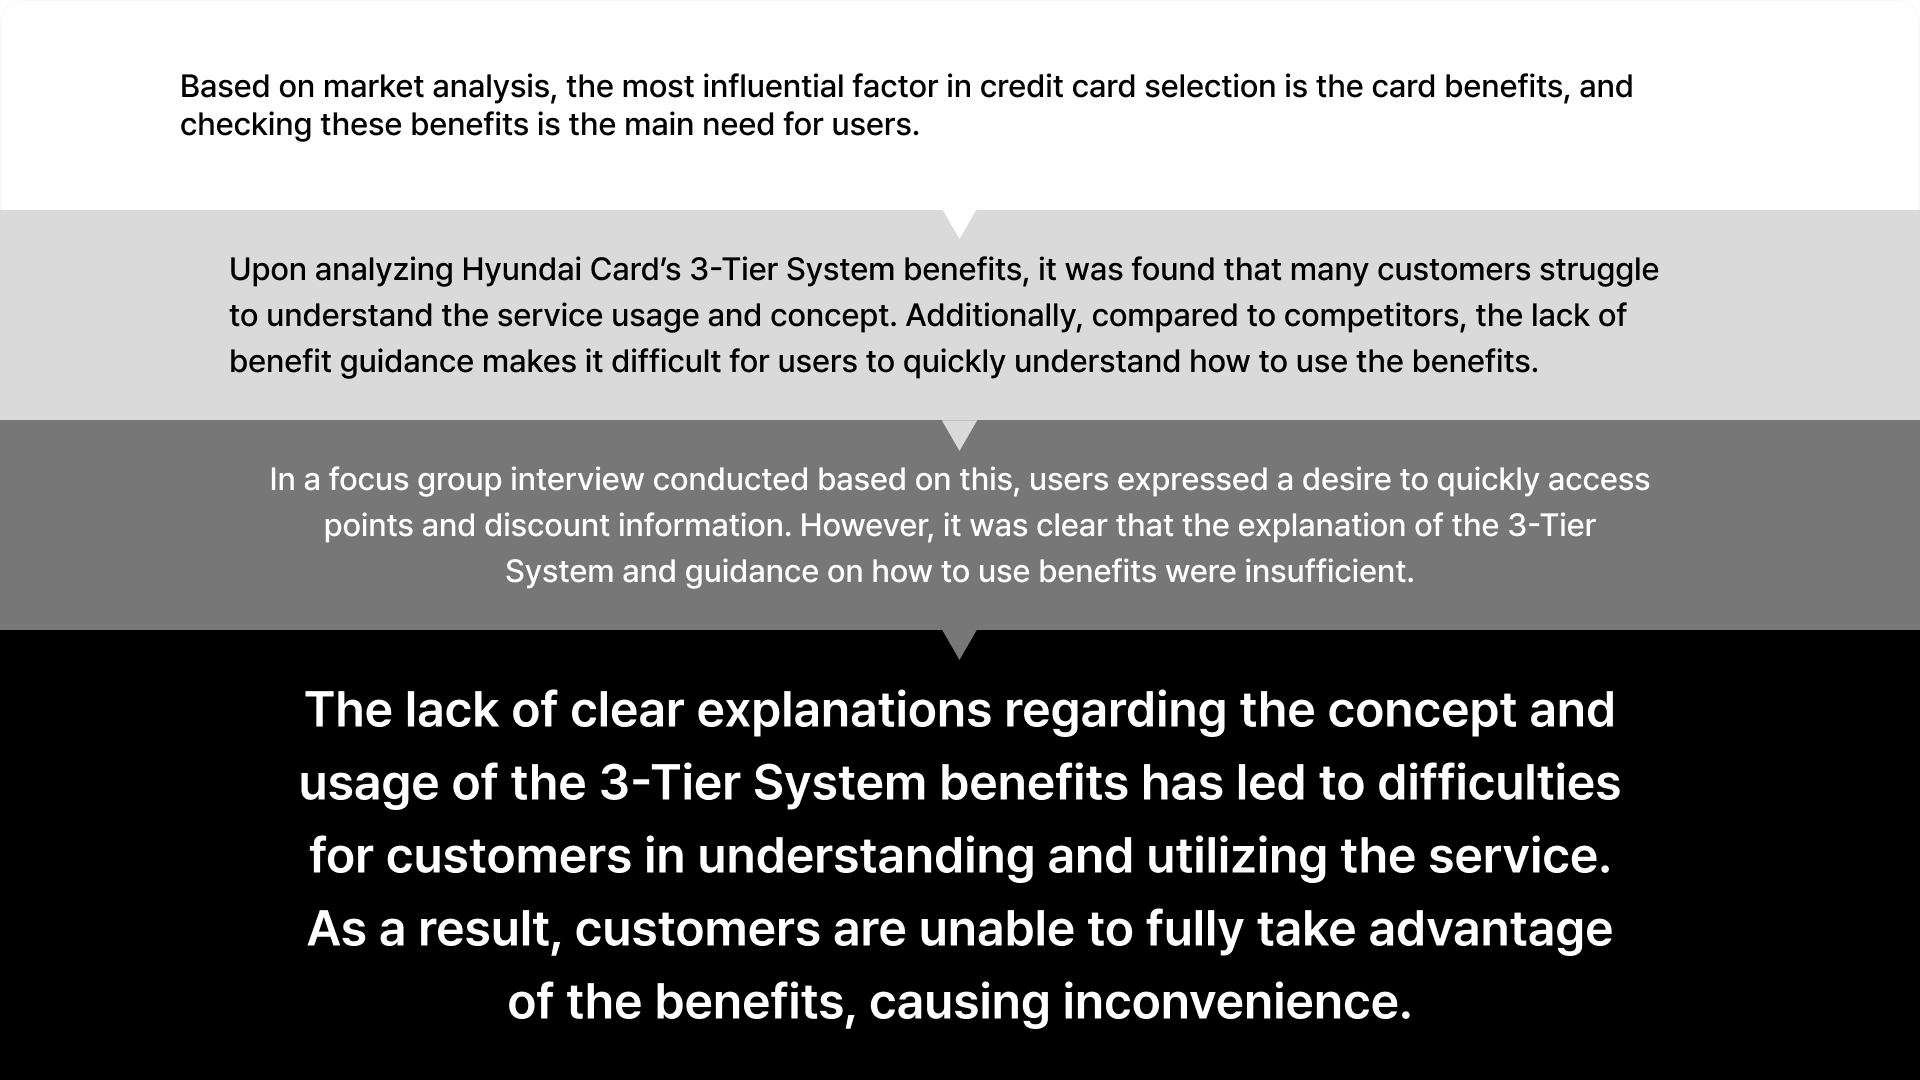 Based on market analysis, the most influential factor in credit card selection is the card benefits, and
checking these benefits is the main need for users.
Upon analyzing Hyundai Card’s 3-Tier System benefits, it was found that many customers struggle
to understand the service usage and concept. Additionally, compared to competitors, the lack of
benefit guidance makes it difficult for users to quickly understand how to use the benefits.
In a focus group interview conducted based on this, users expressed a desire to quickly access
points and discount information. However, it was clear that the explanation of the 3-Tier
System and guidance on how to use benefits were insufficient.
The lack of clear explanations regarding the concept and
usage of the 3-Tier System benefits has led to difficulties
for customers in understanding and utilizing the service.
As a result, customers are unable to fully take advantage
of the benefits, causing inconvenience.